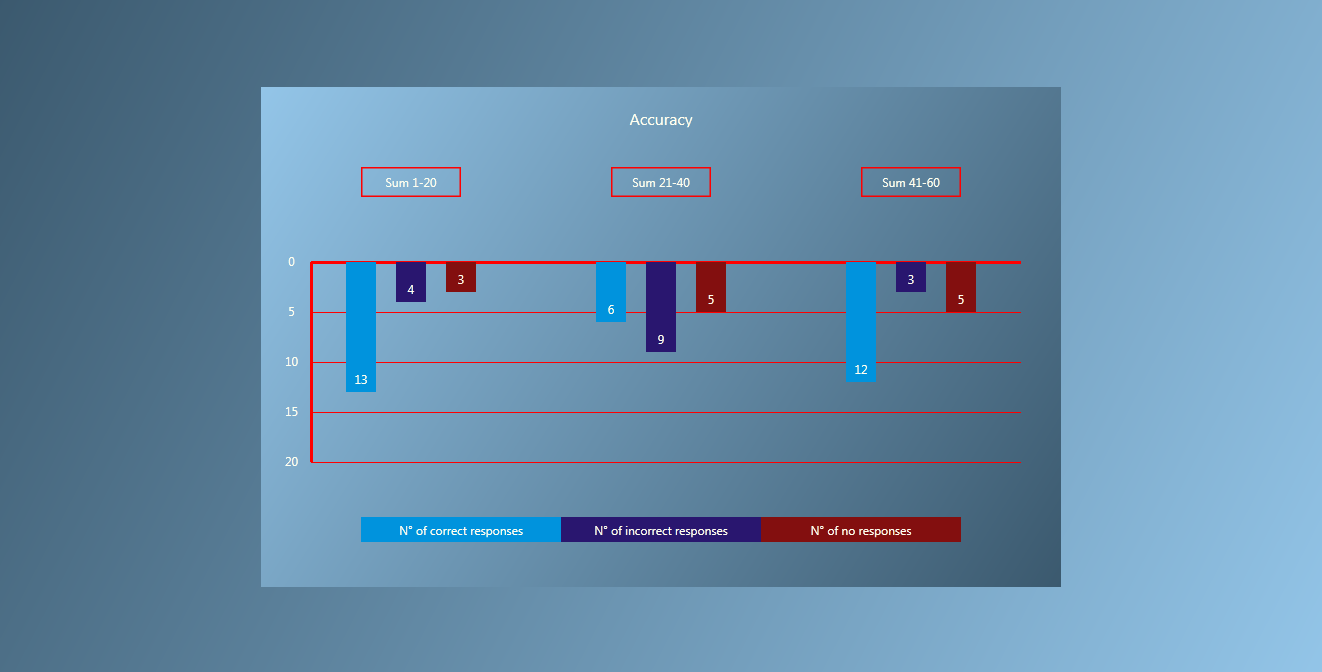 Accuracy
Sum 1-20
Sum 21-40
Sum 41-60
0
5
10
15
20
13
4
3
6
9
5
12
3
5
N° of correct responses
N° of incorrect responses
N° of no responses